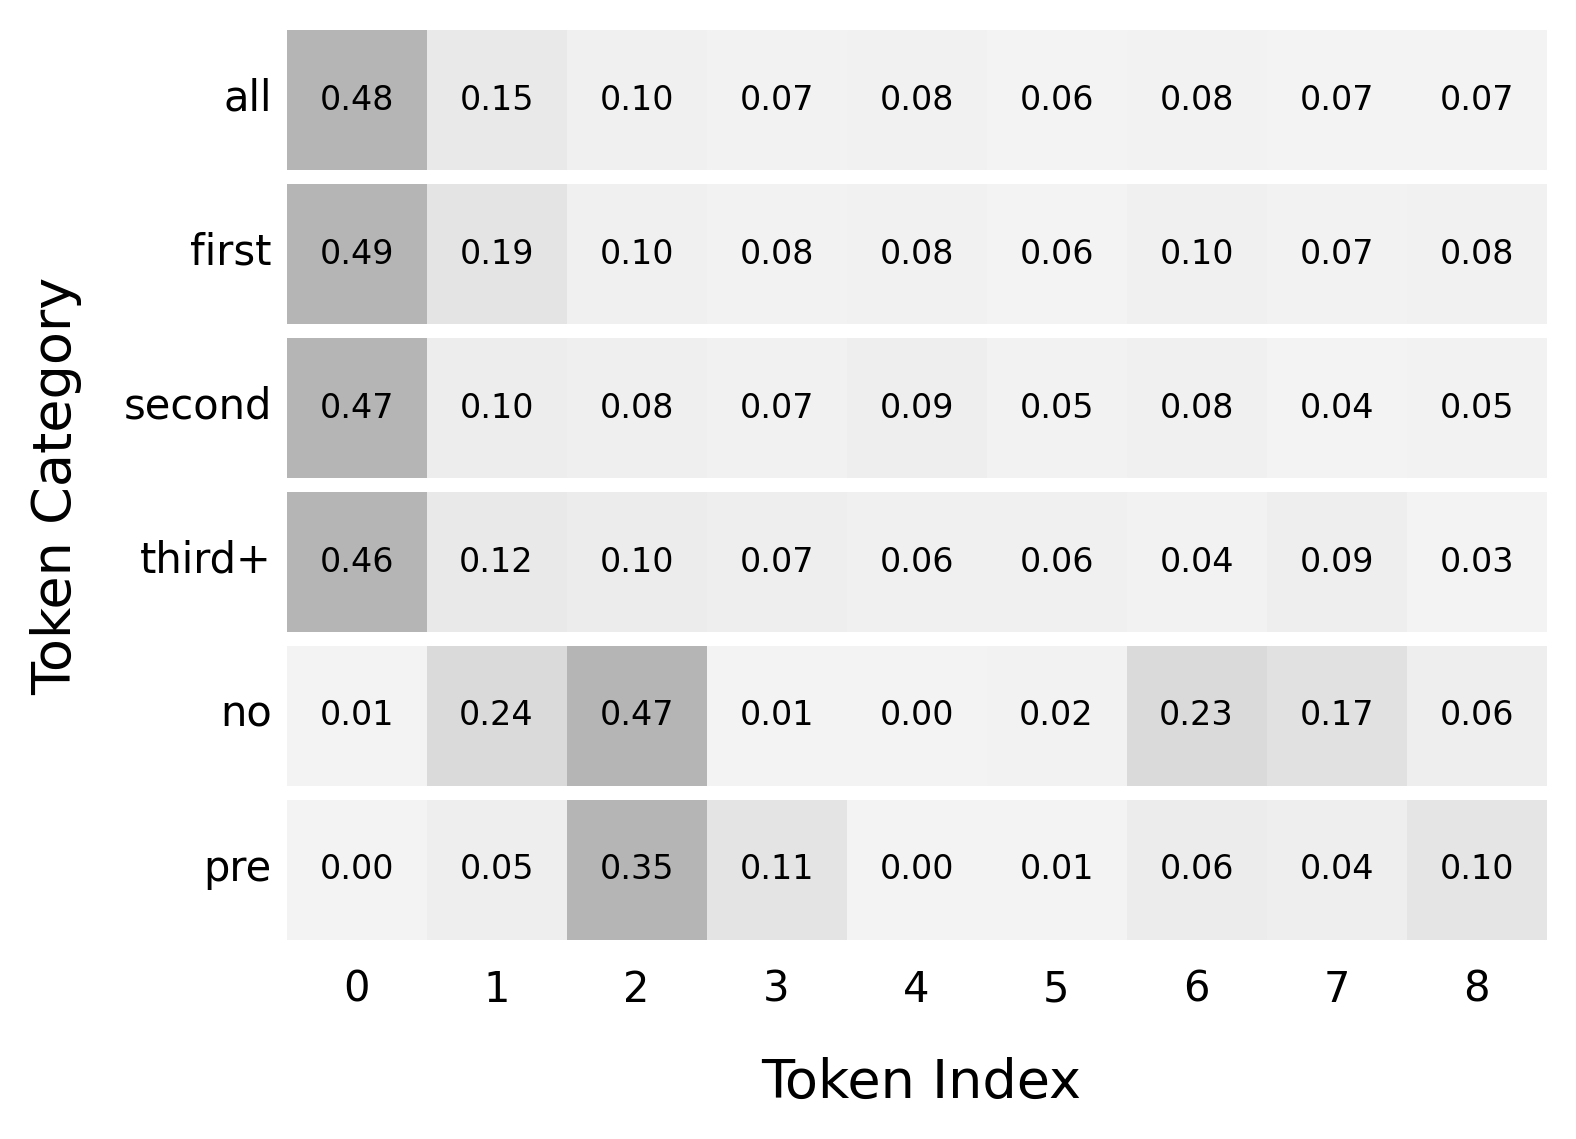 all 0.48 0.15 0.10 0.07 0.08 0.06 0.08 0.07 0.07
first 0.49 0.19 0.10 0.08 0.08 0.06 0.10 0.07 0.08
second 0.47 0.10 0.08 0.07 0.09 0.05 0.08 0.04 0.05
third+ 0.46 0.12 0.10 0.07 0.06 0.06 0.04 0.09 0.03
no 0.01 0.24 0.47 0.01 0.00 0.02 0.23 0.17 0.06
pre 0.00 0.05 0.35 0.11 0.00 0.01 0.06 0.04 0.10
0 1 2 3 4 5 6 7 8
Token Index
Token Category